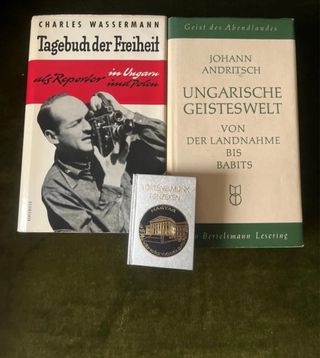 CHARLES WASSERMANN
Tagebuch der Freiheit
als Reporter in Ungarn
und Polen
Geist des Abendlandes
JOHANN
ANDRITSCH
UNGARISCHE
GEISTESWELT
VON
DER LANDNAHME
BIS
BABITS
Bertelsmann Lesering
MAGYAR